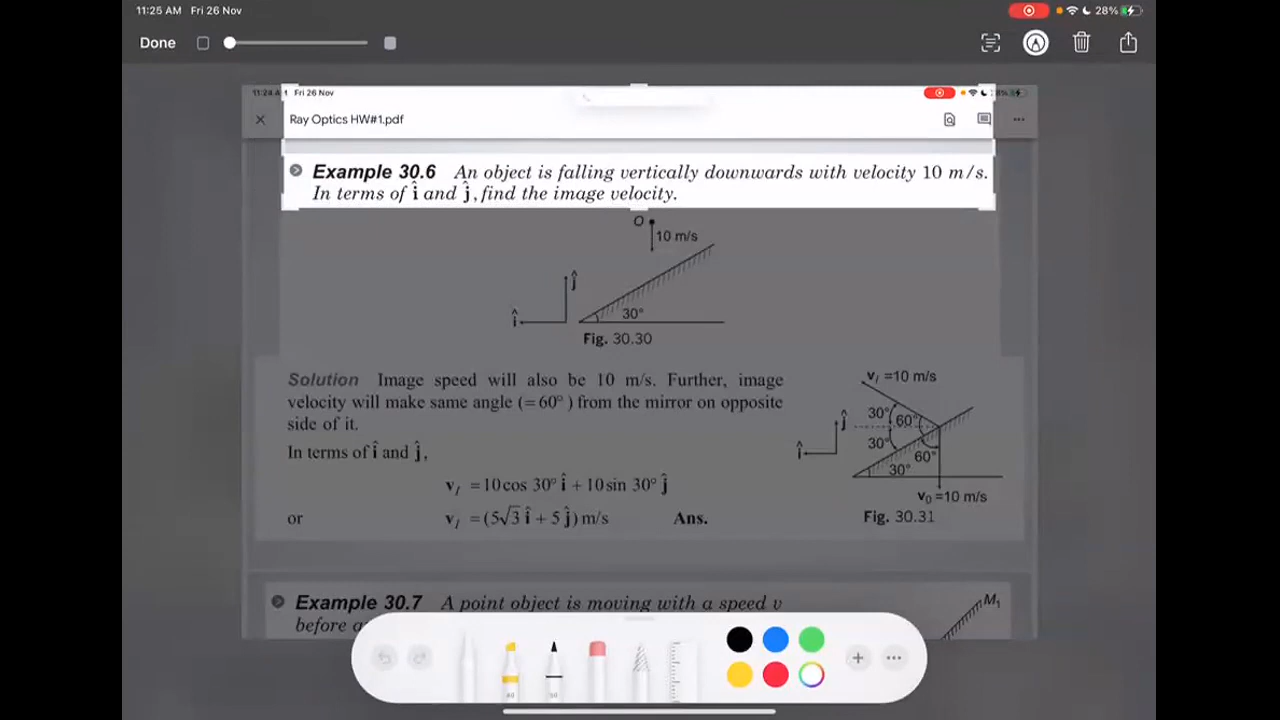 11:25 AM Fri 26 Nov 28%
Done
Fri 26 Nov
Ray Optics HW#1.pdf
Example 30.6 An object is falling vertically downwards with velocity 10 m/s.
In terms of î and ĵ, find the image velocity.
O
10 m/s
ĵ
î
30°
Fig. 30.30
Solution Image speed will also be 10 m/s. Further, image
velocity will make same angle (= 60°) from the mirror on opposite
side of it.
In terms of î and ĵ,
v_I = 10 cos 30° î + 10 sin 30° ĵ
or v_I = (5√3 î + 5 ĵ) m/s Ans.
v_I = 10 m/s
ĵ
30° 60°
30°
î
60°
30°
v_0 = 10 m/s
Fig. 30.31
Example 30.7 A point object is moving with a speed v
before
M₁